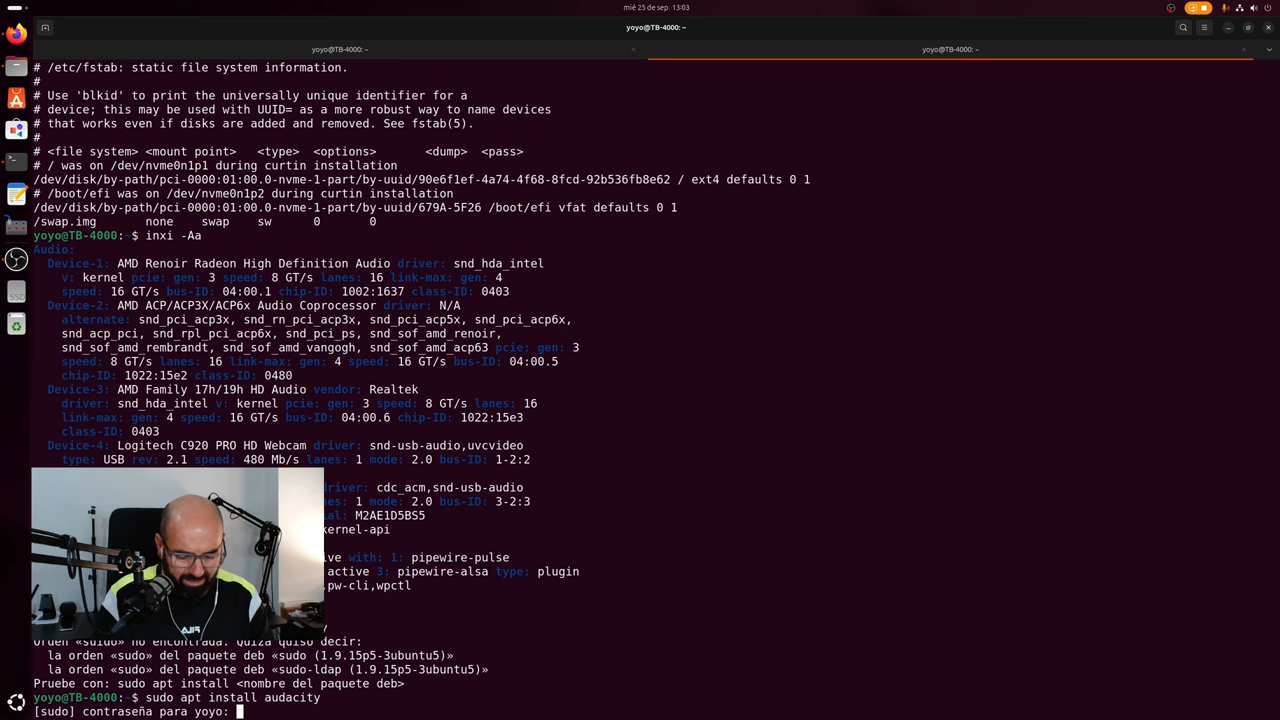 mié 25 de sep 13:03
yoyo@TB-4000: ~
yoyo@TB-4000: ~
yoyo@TB-4000: ~
# /etc/fstab: static file system information.
#
# Use 'blkid' to print the universally unique identifier for a
# device; this may be used with UUID= as a more robust way to name devices
# that works even if disks are added and removed. See fstab(5).
#
# <file system> <mount point>   <type>  <options>       <dump>  <pass>
# / was on /dev/nvme0n1p1 during curtin installation
/dev/disk/by-path/pci-0000:01:00.0-nvme-1-part/by-uuid/90e6f1ef-4a74-4f68-8fcd-92b536fb8e62 / ext4 defaults 0 1
# /boot/efi was on /dev/nvme0n1p2 during curtin installation
/dev/disk/by-path/pci-0000:01:00.0-nvme-1-part/by-uuid/679A-5F26 /boot/efi vfat defaults 0 1
/swap.img       none    swap    sw      0       0
yoyo@TB-4000:~$ inxi -Aa
Audio:
Device-1: AMD Renoir Radeon High Definition Audio driver: snd_hda_intel
v: kernel pcie: gen: 3 speed: 8 GT/s lanes: 16 link-max: gen: 4
speed: 16 GT/s bus-ID: 04:00.1 chip-ID: 1002:1637 class-ID: 0403
Device-2: AMD ACP/ACP3X/ACP6x Audio Coprocessor driver: N/A
alternate: snd_pci_acp3x, snd_rn_pci_acp3x, snd_pci_acp5x, snd_pci_acp6x,
snd_acp_pci, snd_rpl_pci_acp6x, snd_pci_ps, snd_sof_amd_renoir,
snd_sof_amd_rembrandt, snd_sof_amd_vangogh, snd_sof_amd_acp63 pcie: gen: 3
speed: 8 GT/s lanes: 16 link-max: gen: 4 speed: 16 GT/s bus-ID: 04:00.5
chip-ID: 1022:15e2 class-ID: 0480
Device-3: AMD Family 17h/19h HD Audio vendor: Realtek
driver: snd_hda_intel v: kernel pcie: gen: 3 speed: 8 GT/s lanes: 16
link-max: gen: 4 speed: 16 GT/s bus-ID: 04:00.6 chip-ID: 1022:15e3
class-ID: 0403
Device-4: Logitech C920 PRO HD Webcam driver: snd-usb-audio,uvcvideo
type: USB rev: 2.1 speed: 480 Mb/s lanes: 1 mode: 2.0 bus-ID: 1-2:2
driver: cdc_acm,snd-usb-audio
1 mode: 2.0 bus-ID: 3-2:3
M2AE1D5BS5
kernel-api
with: 1: pipewire-pulse
active 3: pipewire-alsa type: plugin
,pw-cli,wpctl
FILA
Orden «suido» no encontrada. Quizá quiso decir:
la orden «sudo» del paquete deb «sudo (1.9.15p5-3ubuntu5)»
la orden «sudo» del paquete deb «sudo-ldap (1.9.15p5-3ubuntu5)»
Pruebe con: sudo apt install <nombre del paquete deb>
yoyo@TB-4000:~$ sudo apt install audacity
[sudo] contraseña para yoyo: